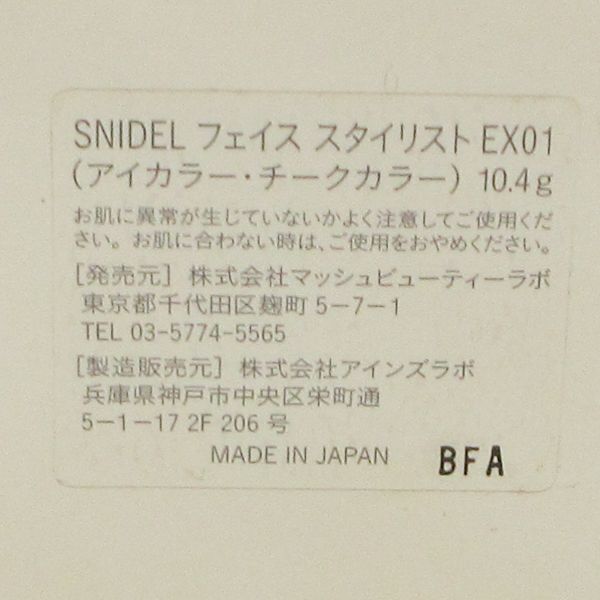 SNIDEL フェイス スタイリスト EX01
（アイカラー・チークカラー）10.4g
お肌に異常が生じていないかよく注意してご使用くだ
さい。お肌に合わない時は、ご使用をおやめください。
［発売元］株式会社マッシュビューティーラボ
東京都千代田区麹町 5-7-1
TEL 03-5774-5565
［製造販売元］株式会社アインズラボ
兵庫県神戸市中央区栄町通
5-1-17 2F 206 号
MADE IN JAPAN BFA